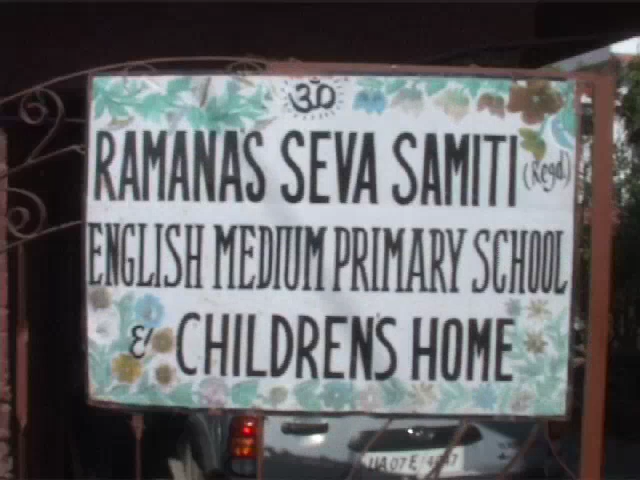 ॐ
RAMANAS SEVA SAMITI (Regd.)
ENGLISH MEDIUM PRIMARY SCHOOL
& CHILDREN'S HOME